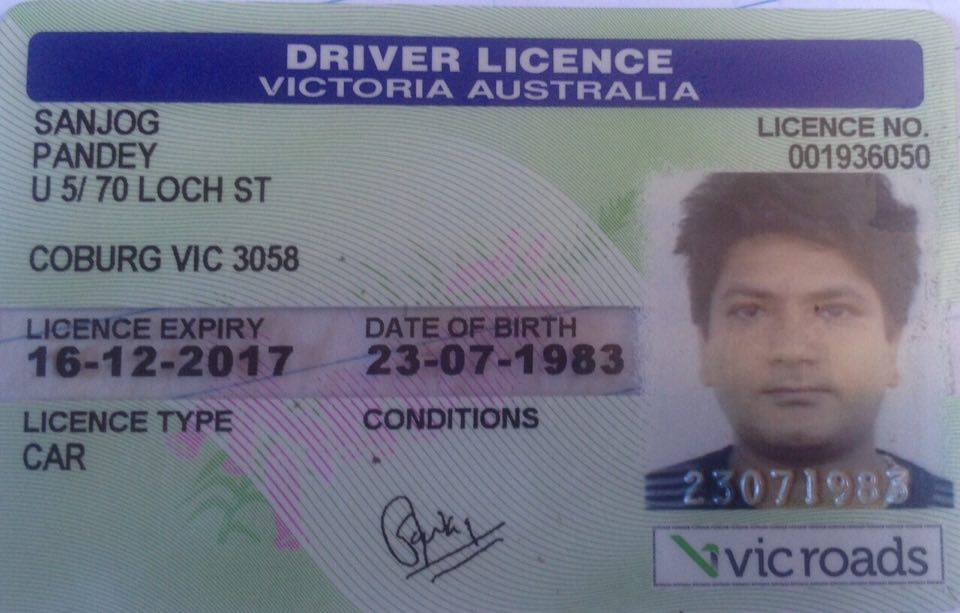 DRIVER LICENCE
VICTORIA AUSTRALIA
SANJOG
PANDEY
U 5/ 70 LOCH ST
COBURG VIC 3058
LICENCE NO.
001936050
LICENCE EXPIRY DATE OF BIRTH
16-12-2017 23-07-1983
LICENCE TYPE CONDITIONS
CAR
23071983
vicroads